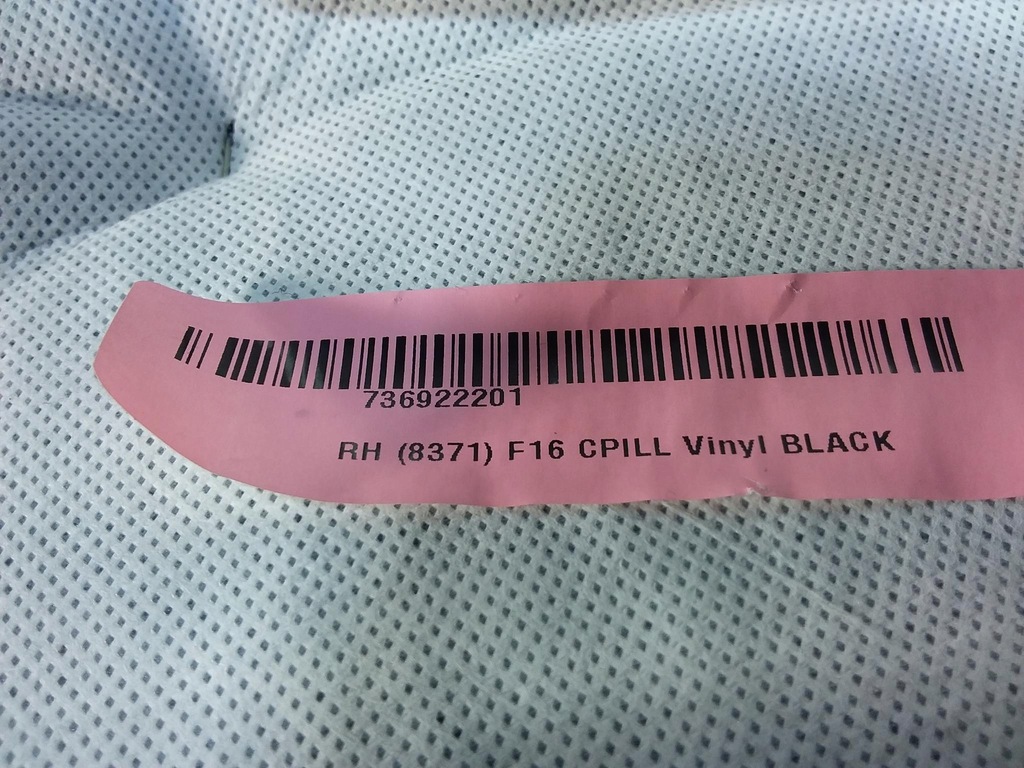 736922201
RH (8371) F16 CPILL Vinyl BLACK